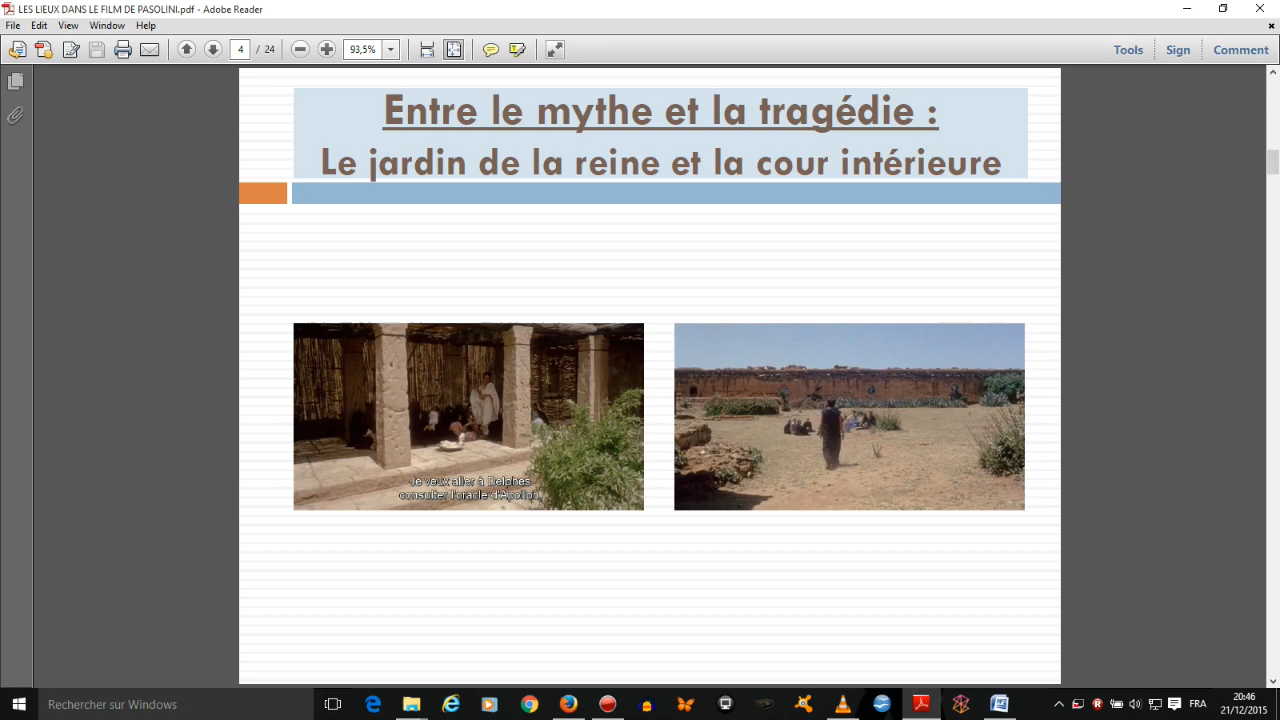 LES LIEUX DANS LE FILM DE PASOLINI.pdf - Adobe Reader
File Edit View Window Help
4 / 24 93,5% Tools Sign Comment
Entre le mythe et la tragédie :
Le jardin de la reine et la cour intérieure
Je veux aller à Delphes
consulter l'oracle d'Apollon.
Rechercher sur Windows
FRA
20:46
21/12/2015